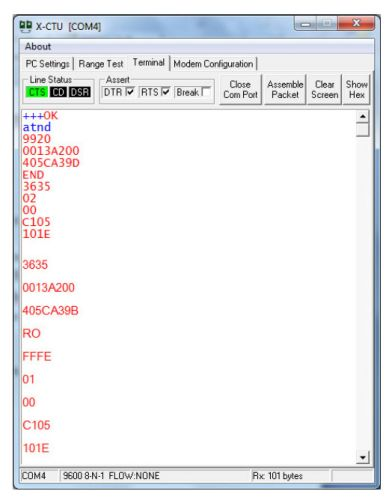 X-CTU [COM4]
About
PC Settings Range Test Terminal Modem Configuration
Line Status Assert
CTS CD DSR DTR RTS Break Close Com Port Assemble Packet Clear Screen Show Hex
+++OK
atnd
9920
0013A200
405CA39D
END
3635
02
00
C105
101E
3635
0013A200
405CA39B
RO
FFFE
01
00
C105
101E
COM4 9600 8-N-1 FLOW:NONE Rx: 101 bytes